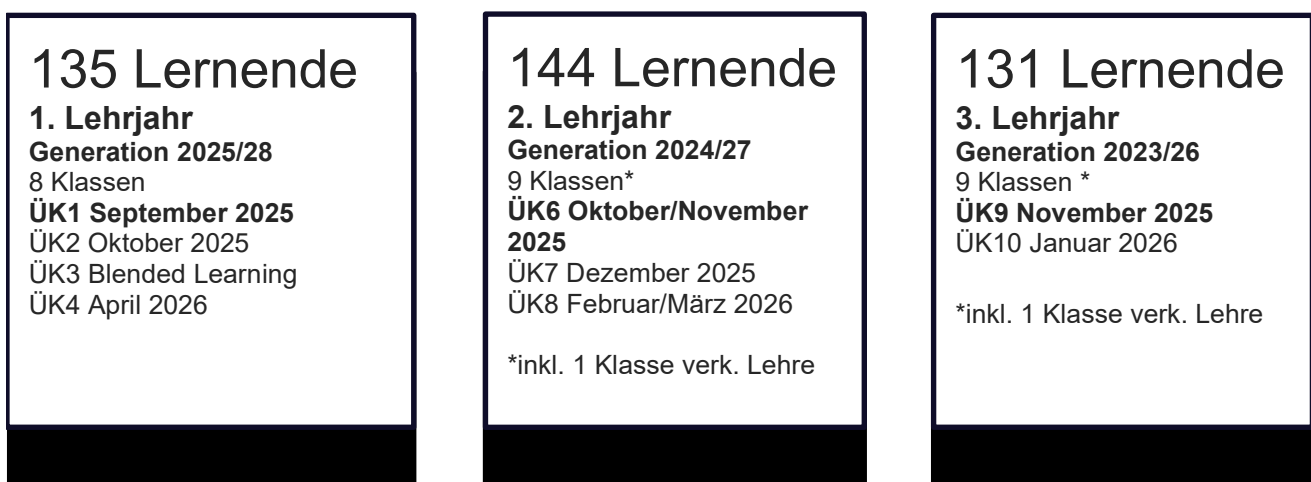 135 Lernende
1. Lehrjahr
Generation 2025/28
8 Klassen
ÜK1 September 2025
ÜK2 Oktober 2025
ÜK3 Blended Learning
ÜK4 April 2026
144 Lernende
2. Lehrjahr
Generation 2024/27
9 Klassen*
ÜK6 Oktober/November
2025
ÜK7 Dezember 2025
ÜK8 Februar/März 2026
*inkl. 1 Klasse verk. Lehre
131 Lernende
3. Lehrjahr
Generation 2023/26
9 Klassen *
ÜK9 November 2025
ÜK10 Januar 2026
*inkl. 1 Klasse verk. Lehre